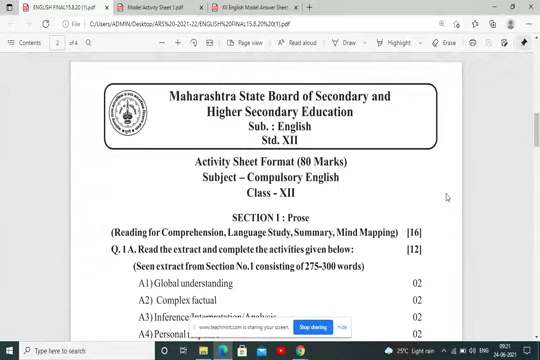 ENGLISH FINAL15.8.20 (1).pdf
Model Activity Sheet 1.pdf
XII English Model Answer Sheet
File C:/Users/ADMIN/Desktop/ARS%202021-22/ENGLISH%20FINAL15.8.20%20(1).pdf
Contents 2 of 4 Page view Read aloud Draw Highlight Erase
Maharashtra State Board of Secondary and
Higher Secondary Education
Sub. : English
Std. XII
Activity Sheet Format (80 Marks)
Subject – Compulsory English
Class - XII
SECTION I : Prose
(Reading for Comprehension, Language Study, Summary, Mind Mapping) [16]
Q. 1 A. Read the extract and complete the activities given below: [12]
(Seen extract from Section No.1 consisting of 275-300 words)
A1) Global understanding 02
A2) Complex factual 02
A3) Inference/Interpretation/Analysis 02
A4) Personal 02
www.teachmint.com is sharing your screen. Stop sharing Hide
Type here to search
25°C Light rain
ENG
09:21
24-06-2021